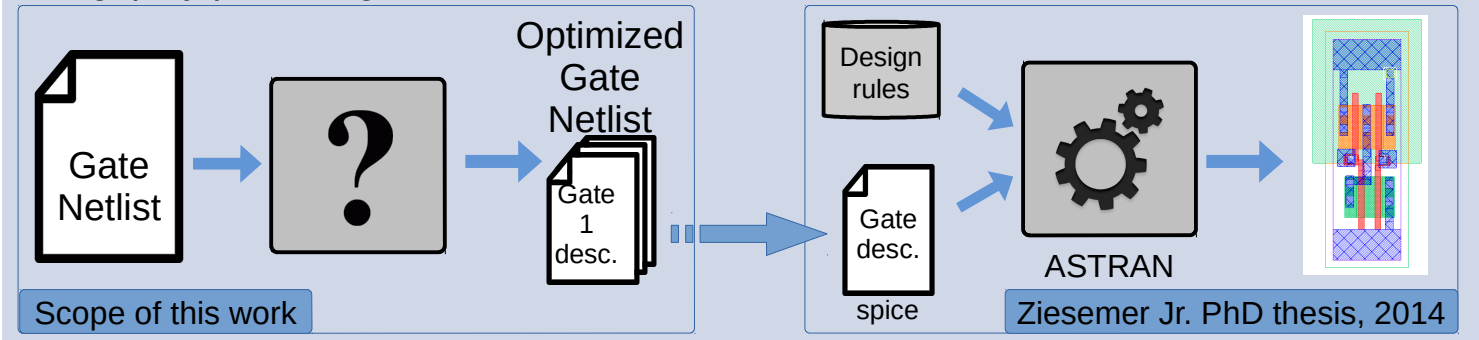 Gate
Netlist
?
Optimized
Gate
Netlist
Gate
1
desc.
Scope of this work
Design
rules
Gate
desc.
spice
ASTRAN
Ziesemer Jr. PhD thesis, 2014